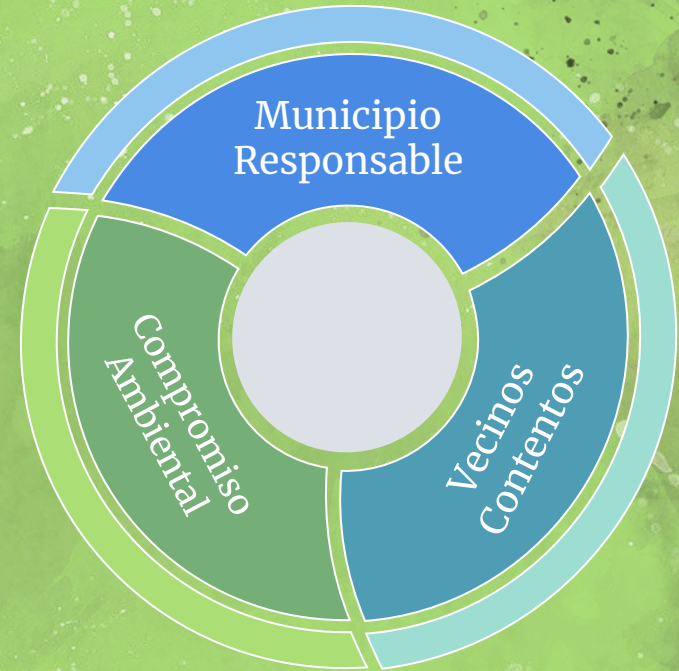 Municipio
Responsable
Vecinos
Contentos
Compromiso
Ambiental